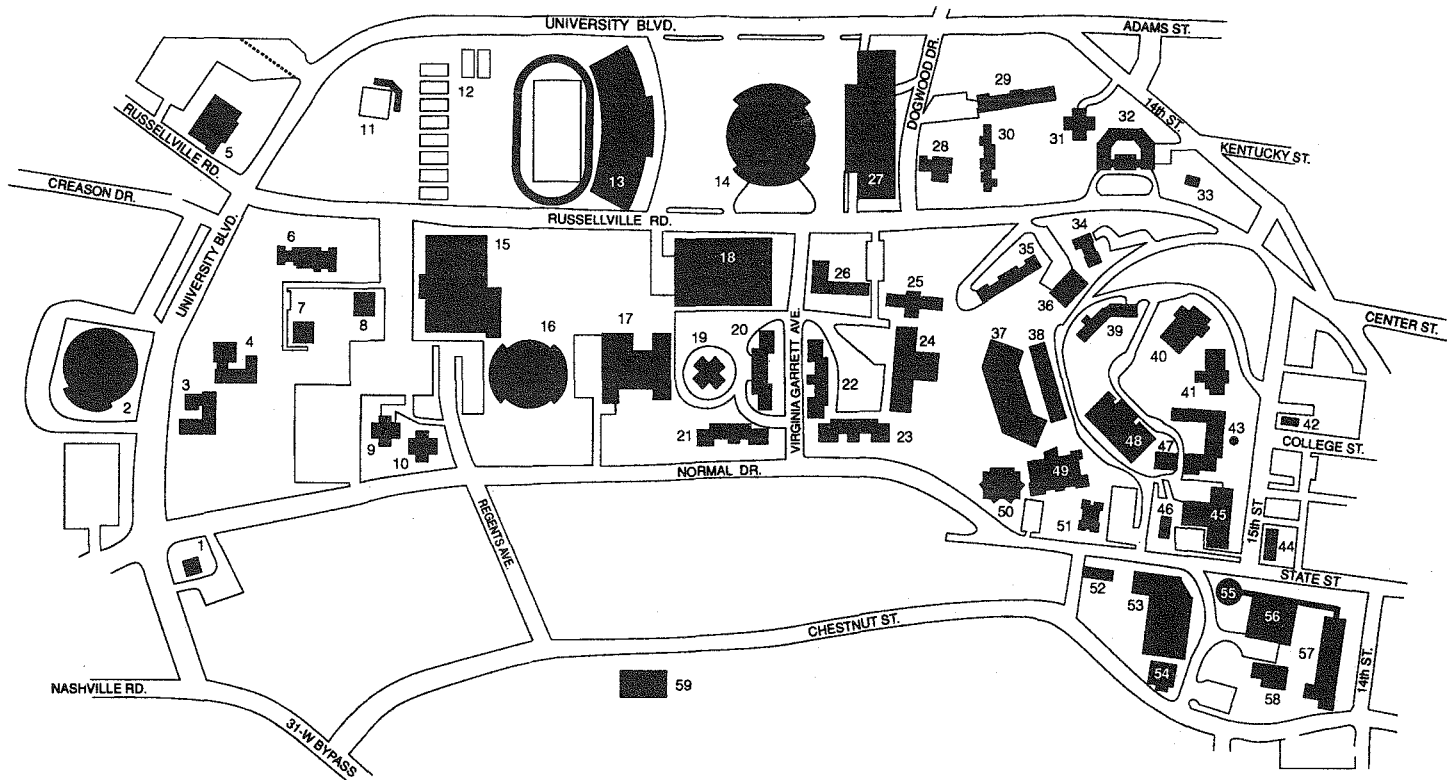 UNIVERSITY BLVD.
ADAMS ST.
DOGWOOD DR.
14th ST.
KENTUCKY ST.
RUSSELLVILLE RD.
CREASON DR.
UNIVERSITY BLVD.
RUSSELLVILLE RD.
CENTER ST.
VIRGINIA GARRETT AVE.
COLLEGE ST.
NORMAL DR.
15th ST
REGENTS AVE.
STATE ST
CHESTNUT ST.
14th ST.
NASHVILLE RD.
31-W BYPASS
1
2
3
4
5
6
7
8
9
10
11
12
13
14
15
16
17
18
19
20
21
22
23
24
25
26
27
28
29
30
31
32
33
34
35
36
37
38
39
40
41
42
43
44
45
46
47
48
49
50
51
52
53
54
55
56
57
58
59